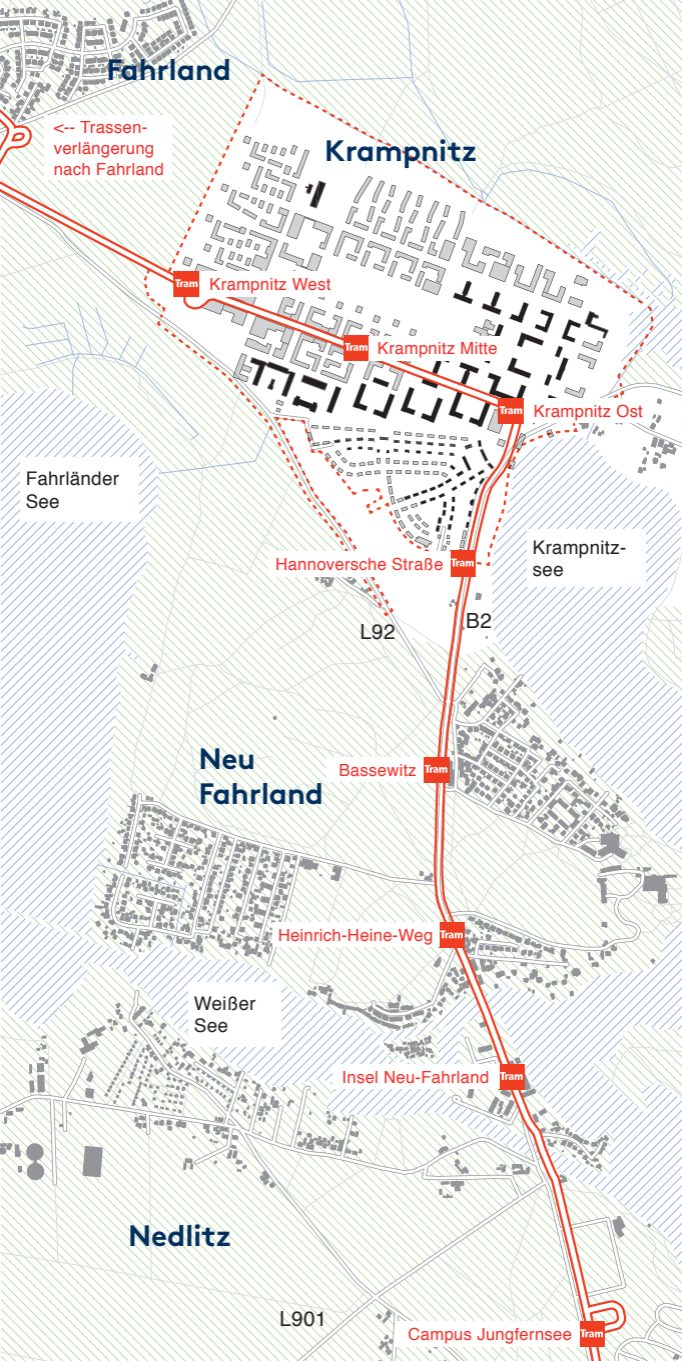 Fahrland
<-- Trassen-
verlängerung
nach Fahrland
Krampnitz
Tram
Krampnitz West
Tram
Krampnitz Mitte
Tram
Krampnitz Ost
Fahrländer
See
Krampnitz-
see
Hannoversche Straße
Tram
L92
B2
Neu
Fahrland
Bassewitz
Tram
Heinrich-Heine-Weg
Tram
Weißer
See
Insel Neu-Fahrland
Tram
Nedlitz
L901
Campus Jungfernsee
Tram